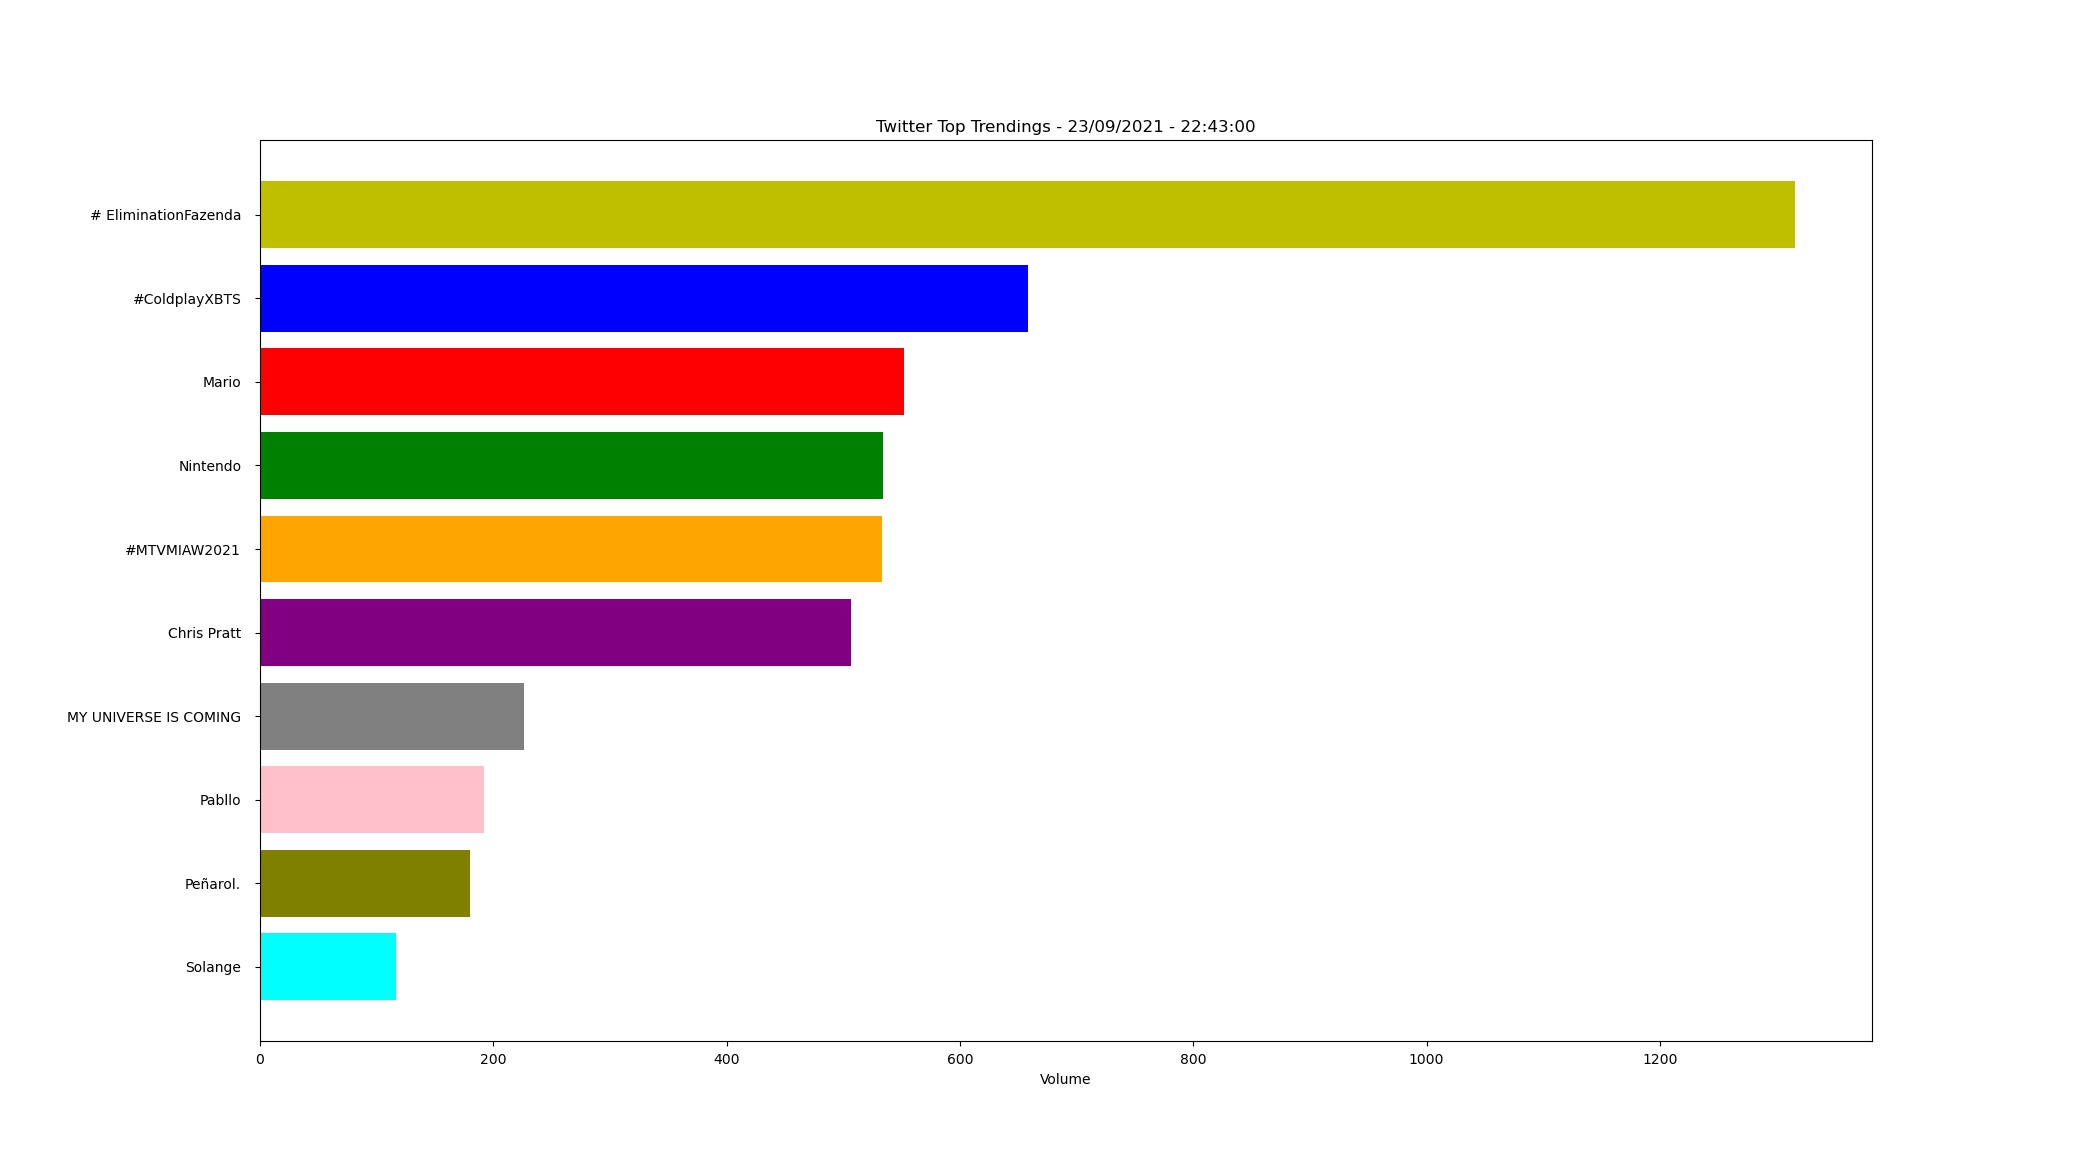 Twitter Top Trendings - 23/09/2021 - 22:43:00
# EliminationFazenda
#ColdplayXBTS
Mario
Nintendo
#MTVMIAW2021
Chris Pratt
MY UNIVERSE IS COMING
Pabllo
Peñarol.
Solange
0 200 400 600 800 1000 1200
Volume